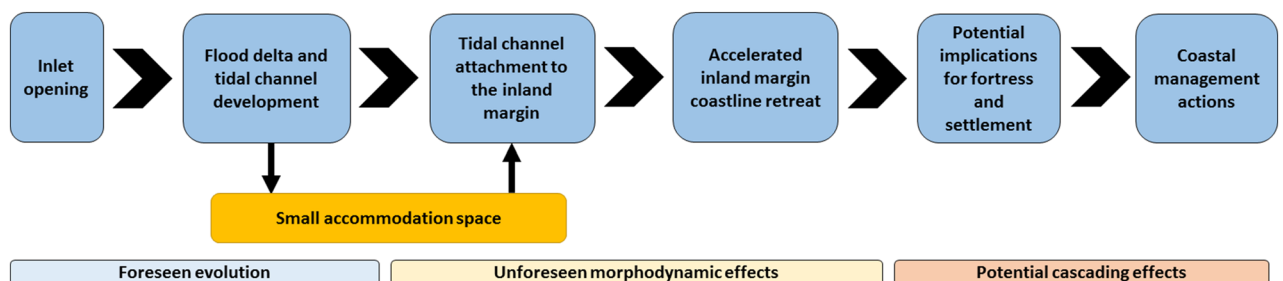 Inlet
opening
Flood delta and
tidal channel
development
Tidal channel
attachment to
the inland
margin
Accelerated
inland margin
coastline retreat
Potential
implications
for fortress
and
settlement
Coastal
management
actions
Small accommodation space
Foreseen evolution
Unforeseen morphodynamic effects
Potential cascading effects